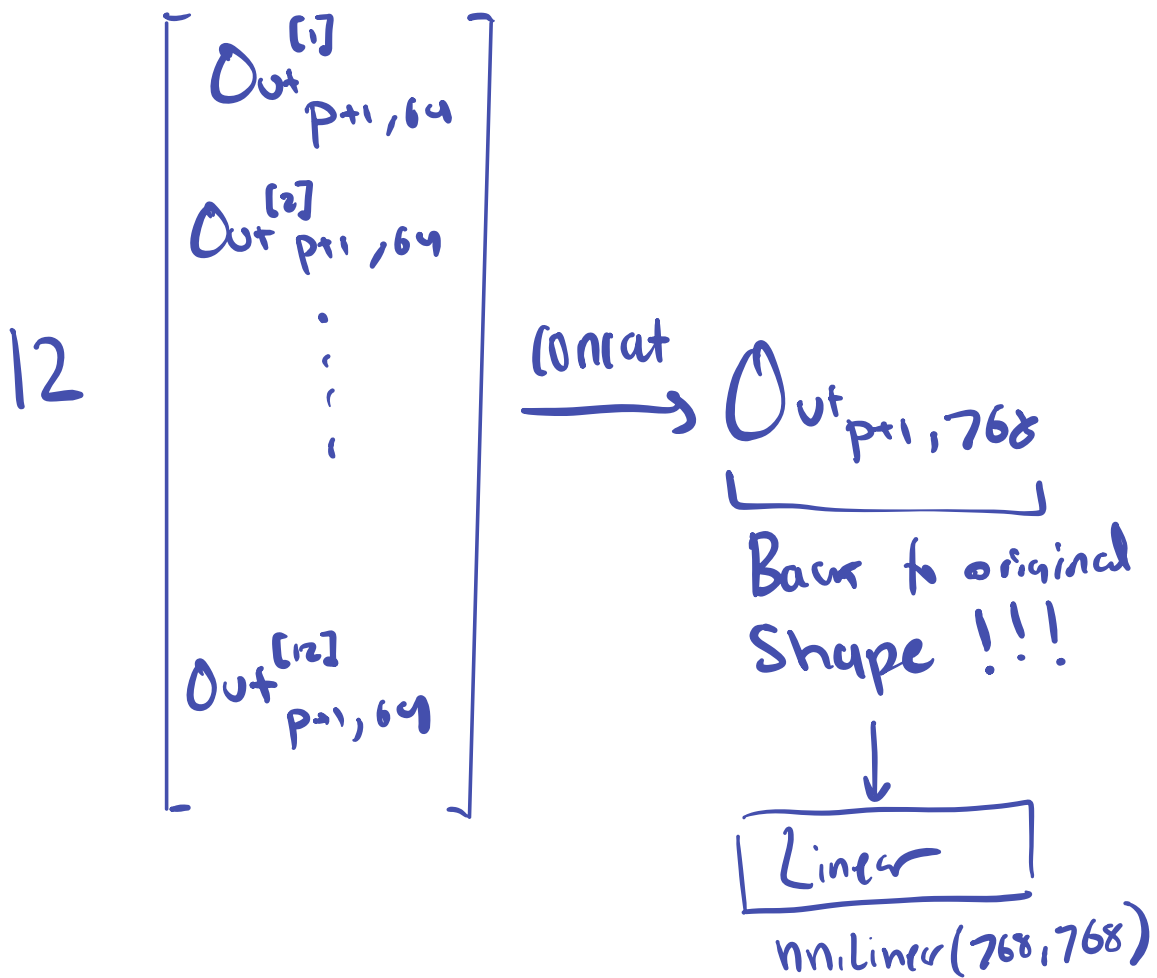 Out[1] p+1,64
Out[2] p+1,64
12
concat
Out p+1,768
Back to original
Shape !!!
Out[12] p+1,64
Linear
nn.Linear(768,768)